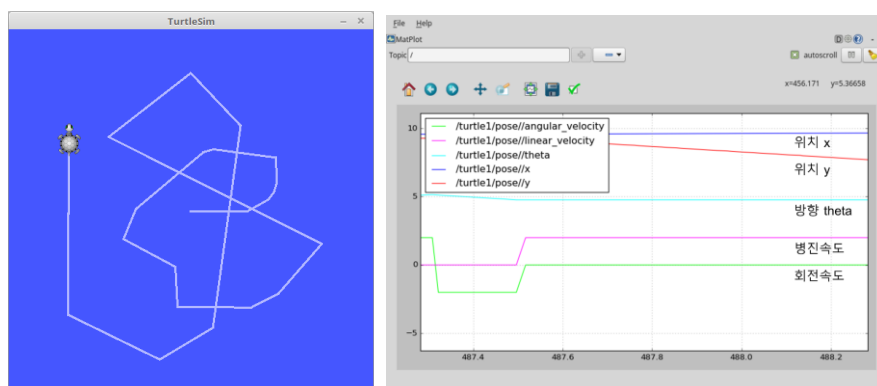 TurtleSim
File Help
MatPlot
Topic /
autoscroll
x=456.171 y=5.36658
/turtle1/pose//angular_velocity
/turtle1/pose//linear_velocity
/turtle1/pose//theta
/turtle1/pose//x
/turtle1/pose//y
위치 x
위치 y
방향 theta
병진속도
회전속도
10
5
0
−5
487.4 487.6 487.8 488.0 488.2